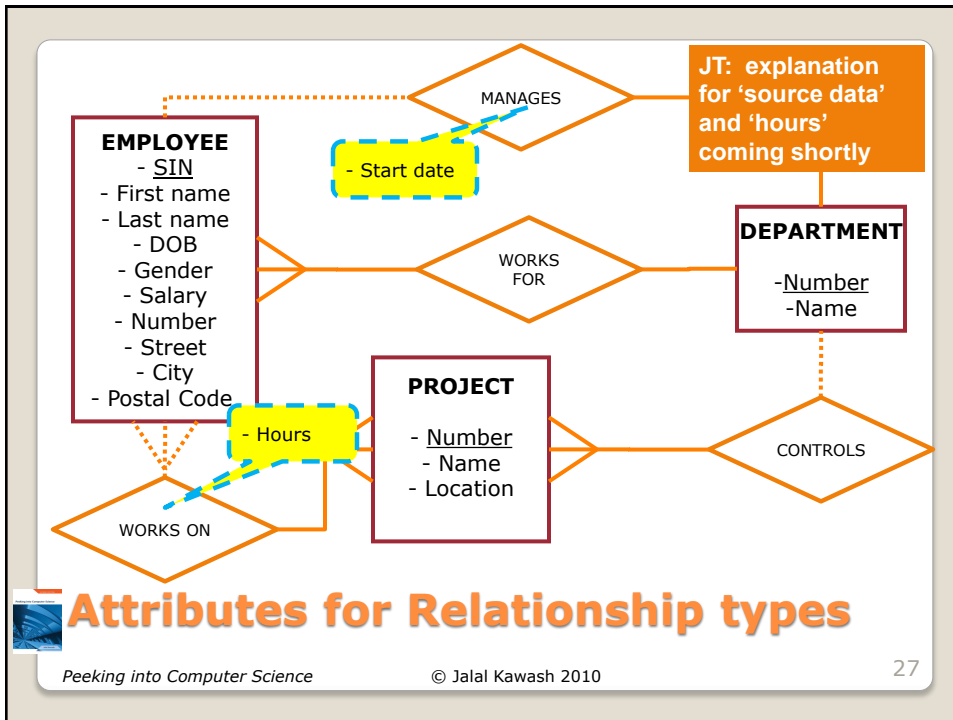 MANAGES
JT: explanation
for ‘source data’
and ‘hours’
coming shortly
EMPLOYEE
- SIN
- First name
- Last name
- DOB
- Gender
- Salary
- Number
- Street
- City
- Postal Code
- Start date
WORKS
FOR
DEPARTMENT
-Number
-Name
PROJECT
- Number
- Name
- Location
- Hours
CONTROLS
WORKS ON
Attributes for Relationship types
Peeking into Computer Science
© Jalal Kawash 2010
27